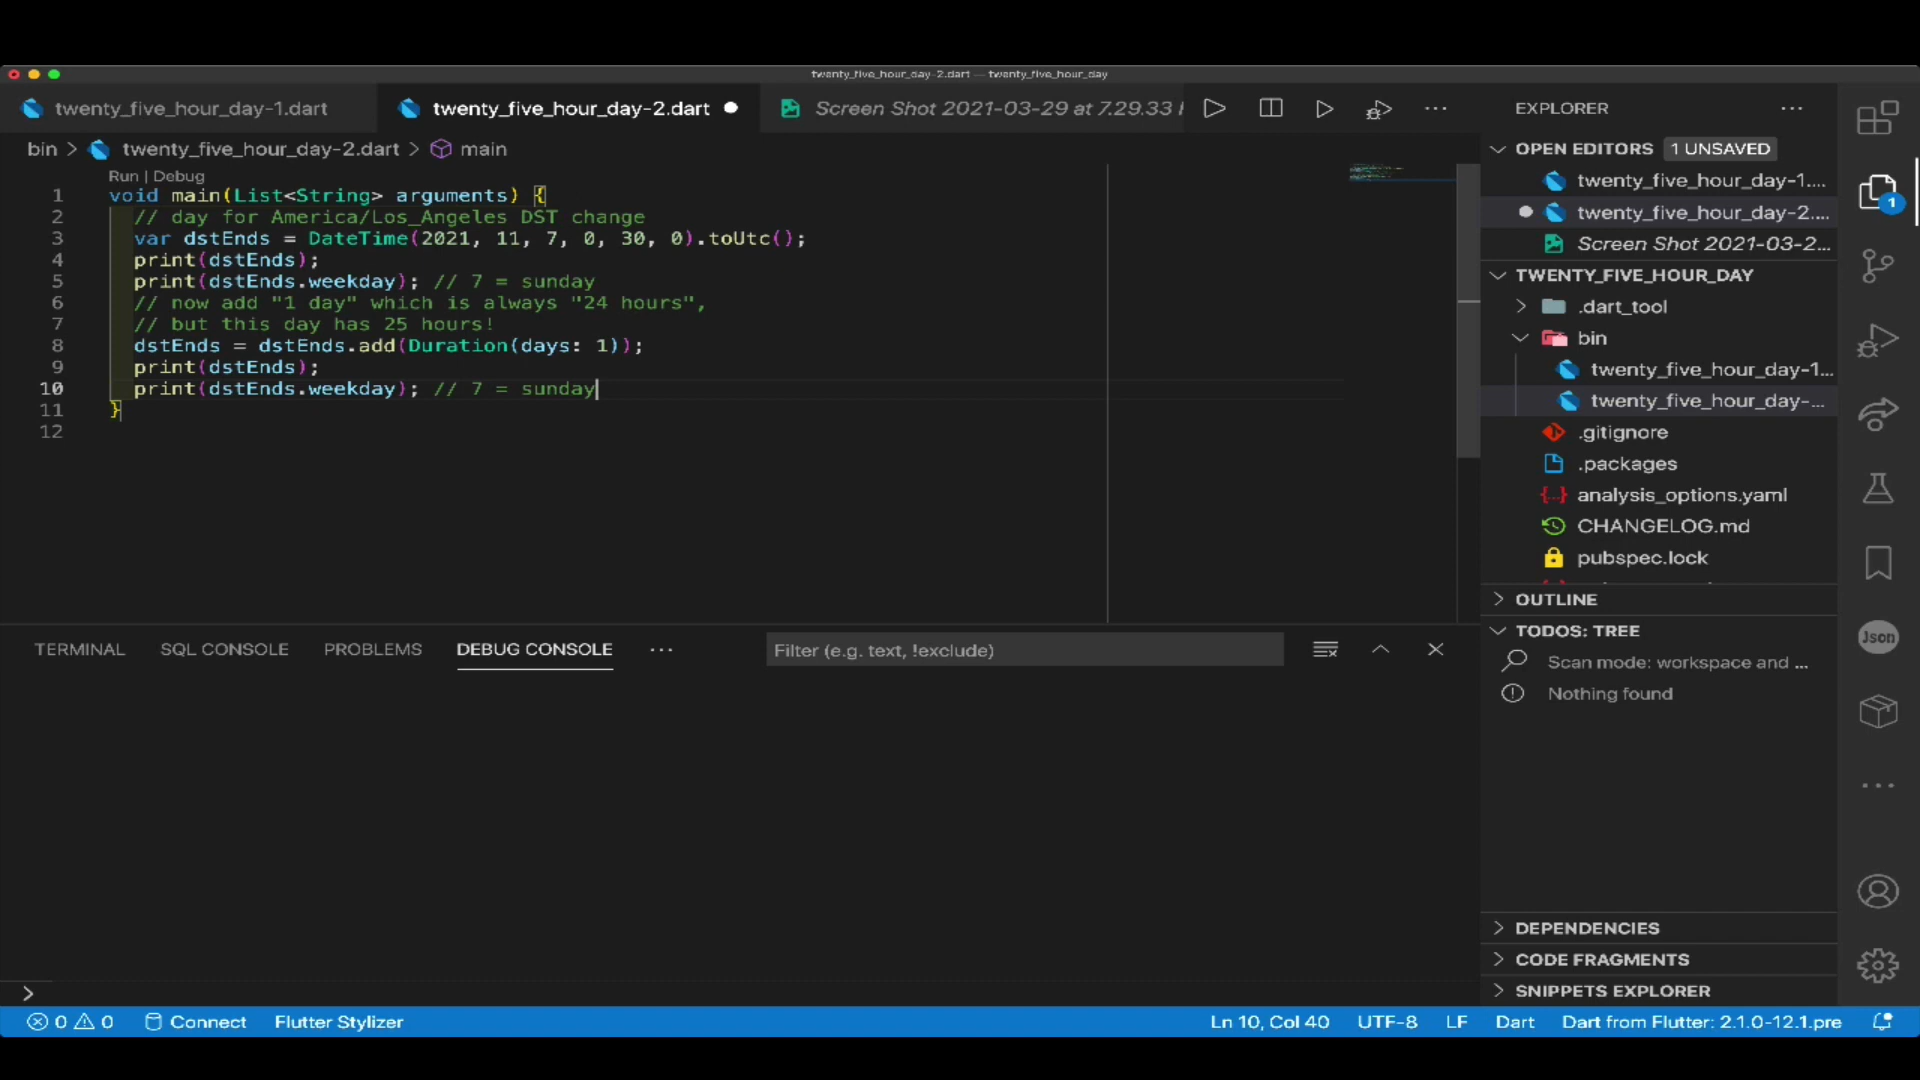 twenty_five_hour_day-2.dart — twenty_five_hour_day
twenty_five_hour_day-1.dart
twenty_five_hour_day-2.dart
Screen Shot 2021-03-29 at 7.29.33
bin > twenty_five_hour_day-2.dart > main
Run | Debug
1 void main(List<String> arguments) {
2 // day for America/Los_Angeles DST change
3 var dstEnds = DateTime(2021, 11, 7, 0, 30, 0).toUtc();
4 print(dstEnds);
5 print(dstEnds.weekday); // 7 = sunday
6 // now add "1 day" which is always "24 hours",
7 // but this day has 25 hours!
8 dstEnds = dstEnds.add(Duration(days: 1));
9 print(dstEnds);
10 print(dstEnds.weekday); // 7 = sunday
11 }
12
TERMINAL
SQL CONSOLE
PROBLEMS
DEBUG CONSOLE
Filter (e.g. text, !exclude)
EXPLORER
OPEN EDITORS 1 UNSAVED
twenty_five_hour_day-1....
twenty_five_hour_day-2....
Screen Shot 2021-03-2...
TWENTY_FIVE_HOUR_DAY
.dart_tool
bin
twenty_five_hour_day-1...
twenty_five_hour_day-...
.gitignore
.packages
analysis_options.yaml
CHANGELOG.md
pubspec.lock
OUTLINE
TODOS: TREE
Scan mode: workspace and ...
Nothing found
DEPENDENCIES
CODE FRAGMENTS
SNIPPETS EXPLORER
1
Json
0 0
Connect
Flutter Stylizer
Ln 10, Col 40
UTF-8
LF
Dart
Dart from Flutter: 2.1.0-12.1.pre